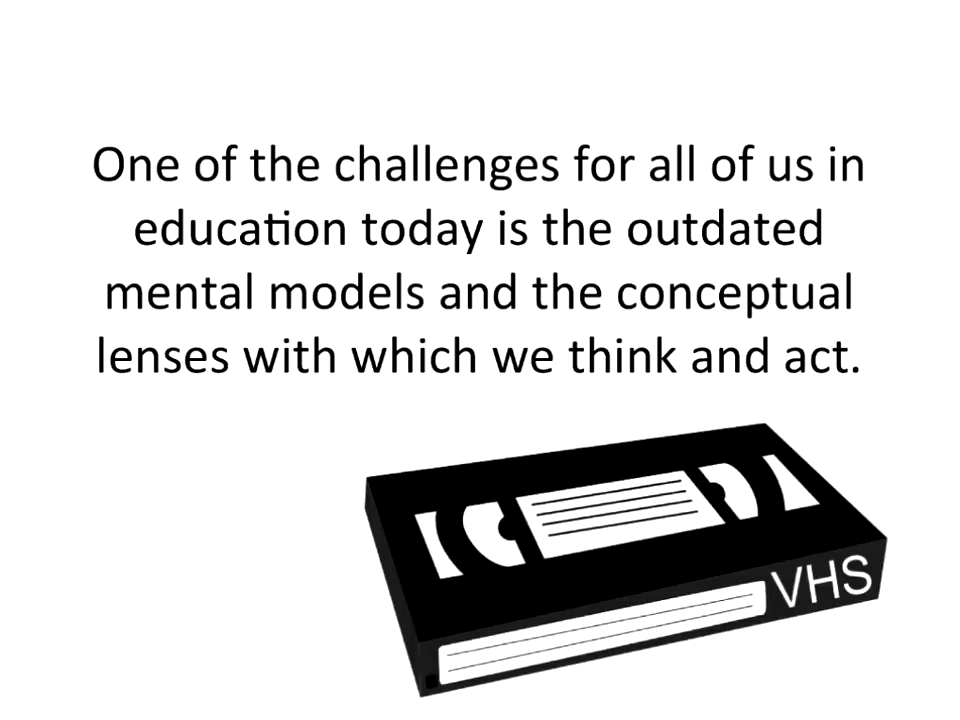 One of the challenges for all of us in
education today is the outdated
mental models and the conceptual
lenses with which we think and act.
VHS